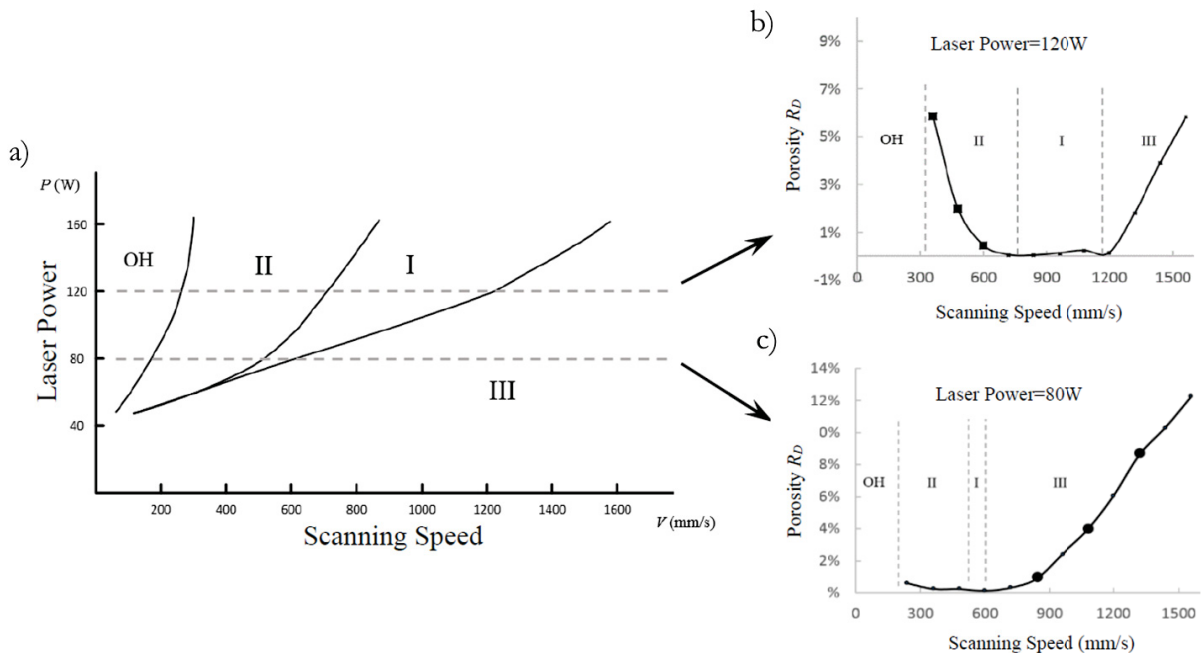 a)
P (W)
160
120
80
40
Laser Power
OH
II
I
III
200
400
600
800
1000
1200
1400
1600
V (mm/s)
Scanning Speed
b)
Laser Power=120W
9%
7%
5%
3%
1%
-1%
Porosity RD
OH
II
I
III
0
300
600
900
1200
1500
Scanning Speed (mm/s)
c)
Laser Power=80W
14%
12%
0%
8%
6%
4%
2%
%
Porosity RD
OH
II
I
III
0
300
600
900
1200
1500
Scanning Speed (mm/s)